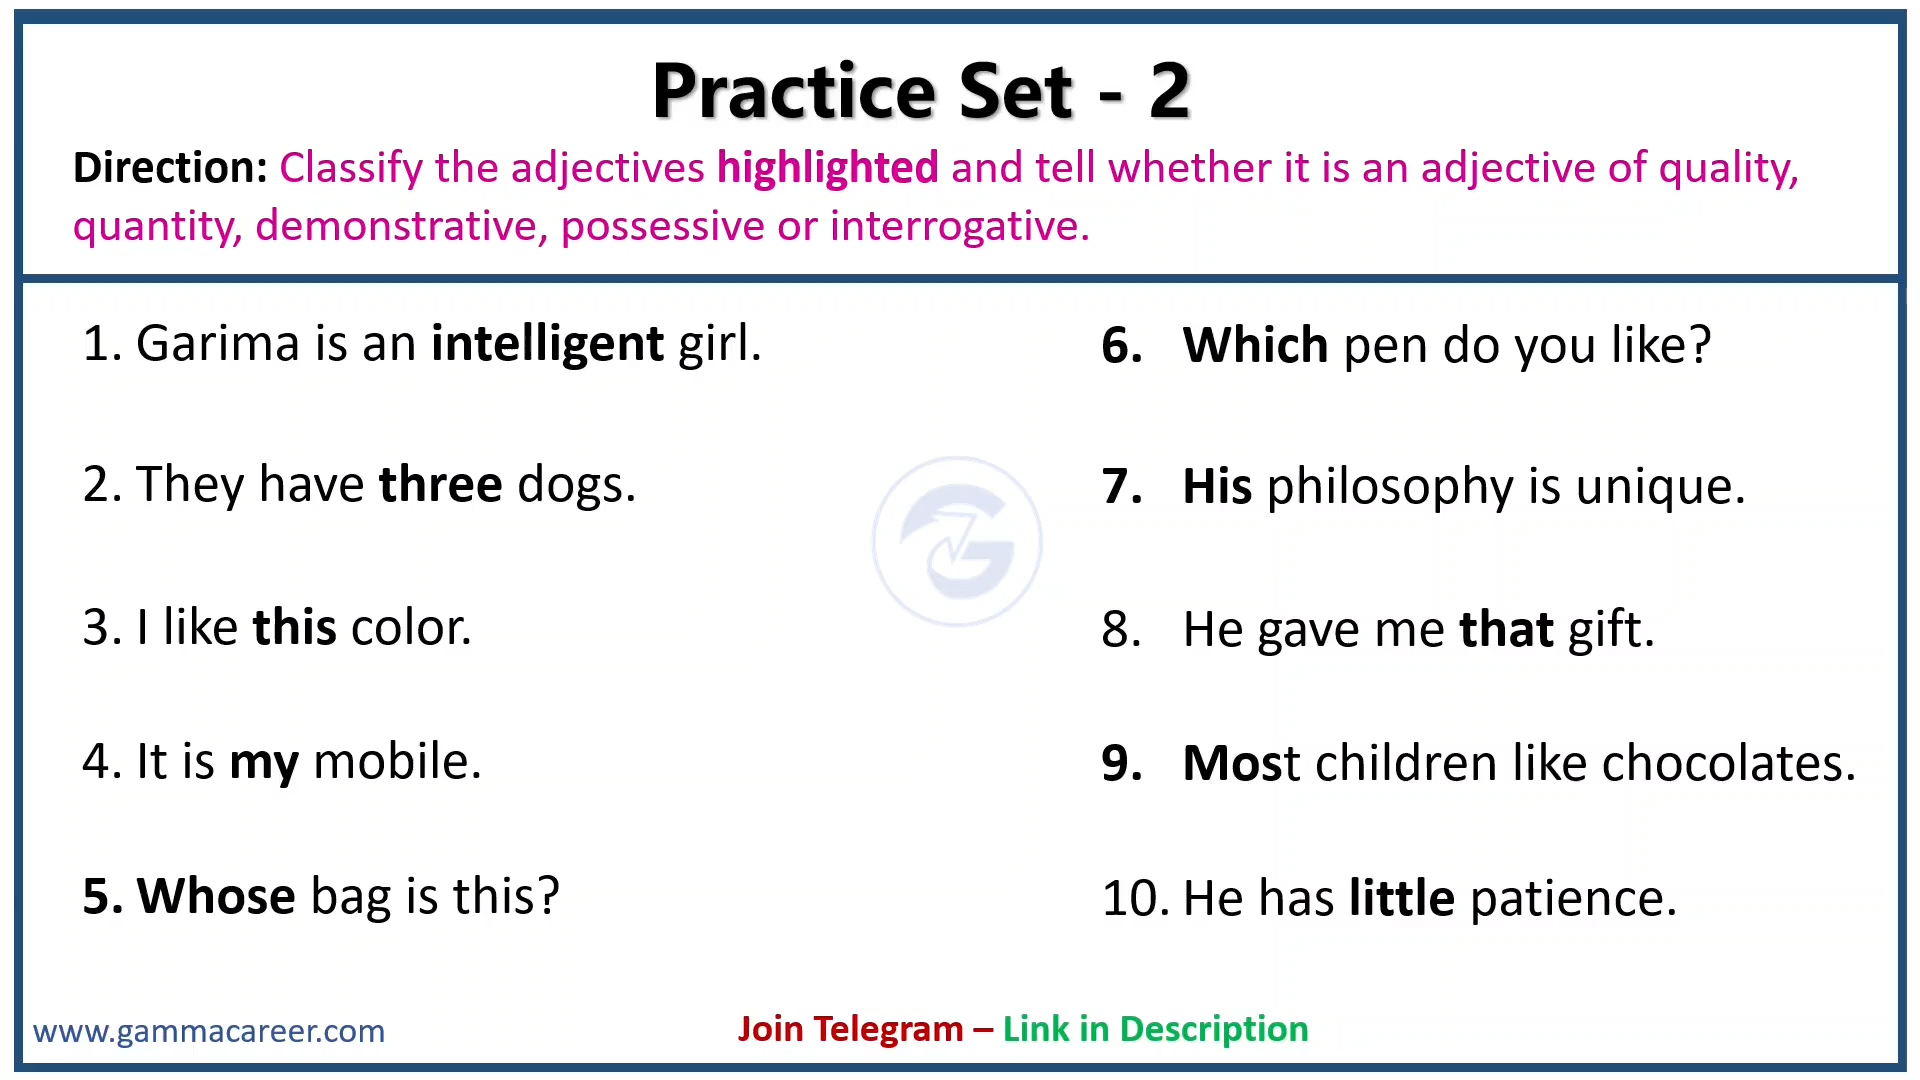 Practice Set - 2
Direction: Classify the adjectives highlighted and tell whether it is an adjective of quality,
quantity, demonstrative, possessive or interrogative.
1. Garima is an intelligent girl.
2. They have three dogs.
3. I like this color.
4. It is my mobile.
5. Whose bag is this?
6. Which pen do you like?
7. His philosophy is unique.
8. He gave me that gift.
9. Most children like chocolates.
10. He has little patience.
www.gammacareer.com
Join Telegram – Link in Description